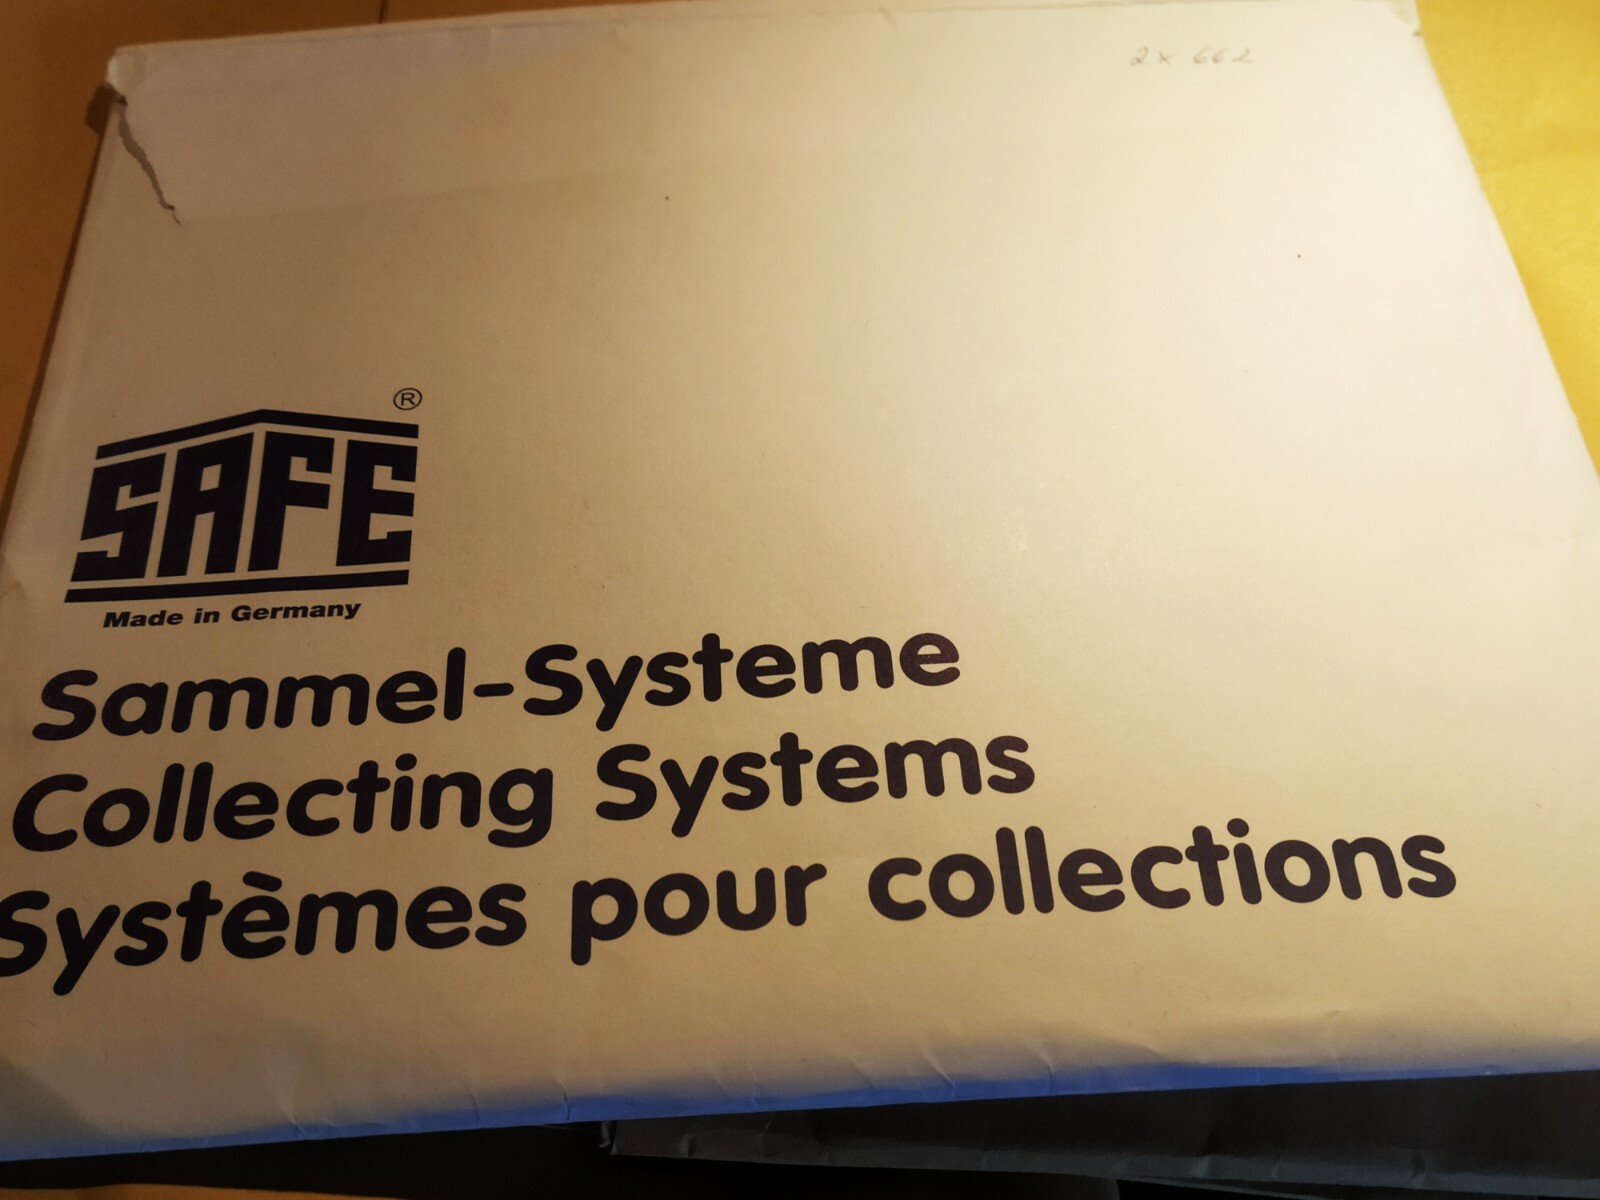 2x 662
®
SAFE
Made in Germany
Sammel-Systeme
Collecting Systems
Systèmes pour collections